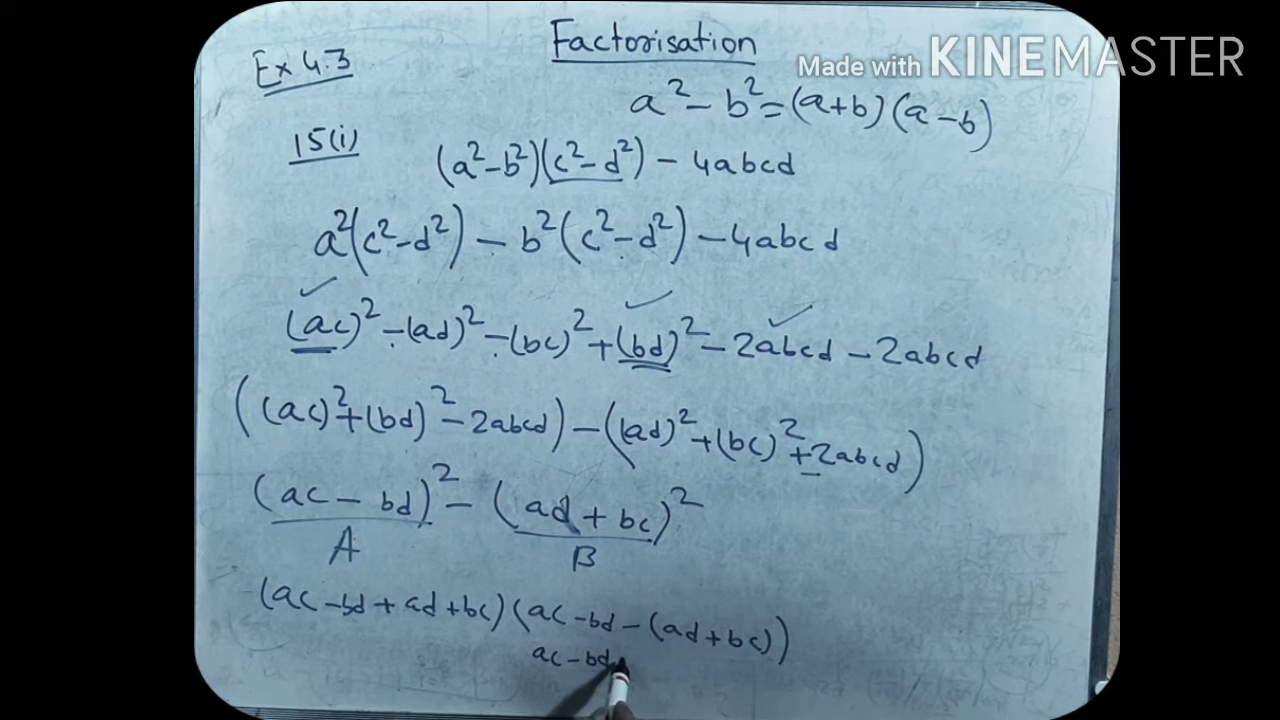 Factorisation
Made with KINEMASTER
Ex 4.3
a² - b² = (a+b)(a-b)
15(i)
(a²-b²)(c²-d²) - 4abcd
a²(c²-d²) - b²(c²-d²) - 4abcd
(ac)² - (ad)² - (bc)² + (bd)² - 2abcd - 2abcd
((ac)² + (bd)² - 2abcd) - ((ad)² + (bc)² + 2abcd)
(ac - bd)² - (ad + bc)²
A B
(ac - bd + ad + bc)(ac - bd - (ad + bc))
ac - bd